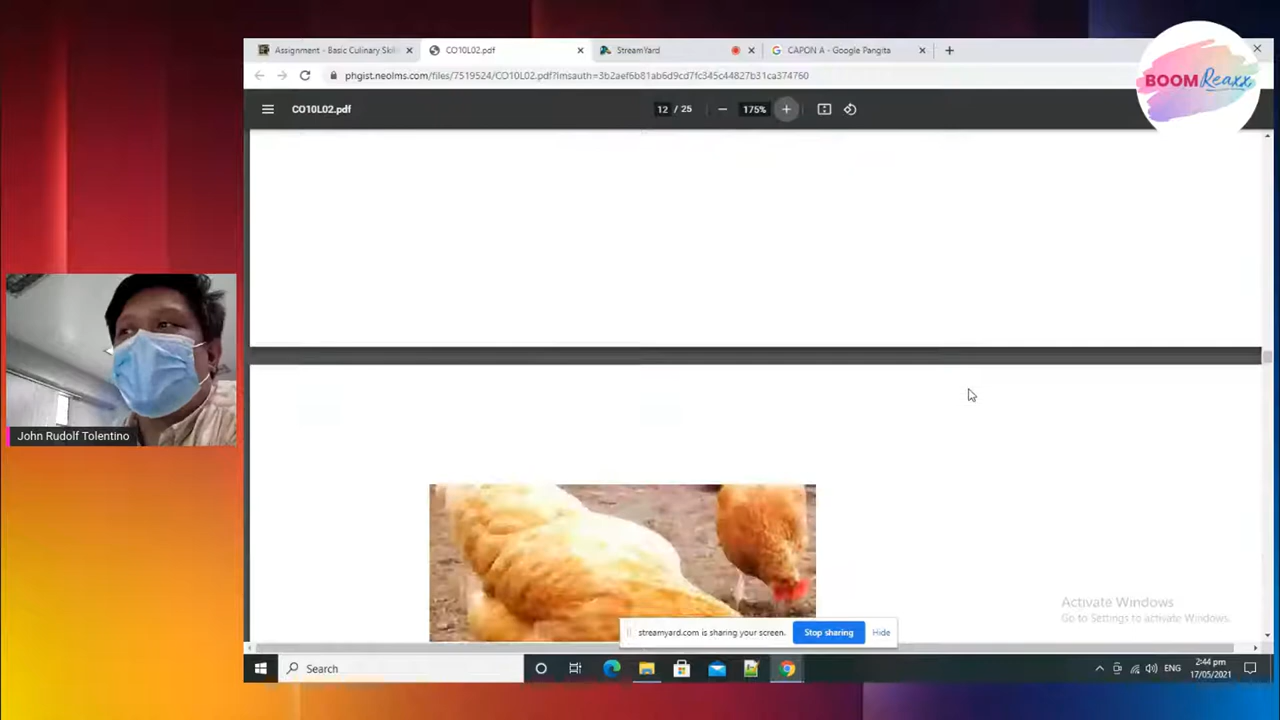 Assignment - Basic Culinary Skil
CO10L02.pdf
StreamYard
CAPON A - Google Pangita
phgist.neolms.com/files/7519524/CO10L02.pdf?lmsauth=3b2aef6b81ab6d9cd7fc345c44827b31ca374760
BOOM Reaxx
CO10L02.pdf
12 / 25
175%
John Rudolf Tolentino
Activate Windows
Go to Settings to activate Windows.
streamyard.com is sharing your screen.
Stop sharing
Hide
Search
ENG
2:44 pm
17/05/2021